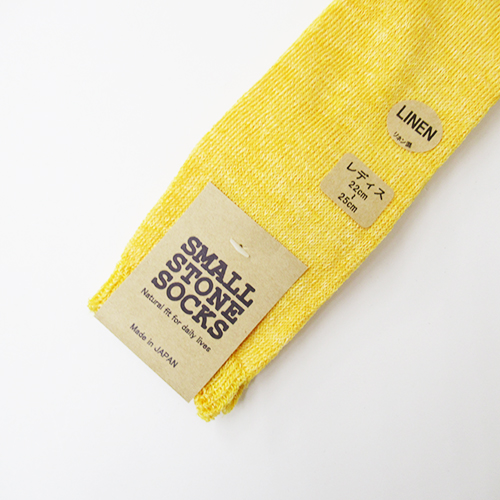 LINEN
リネン混
レディス
22cm
~
25cm
SMALL
STONE
SOCKS
Natural fit for daily lives
Made in JAPAN